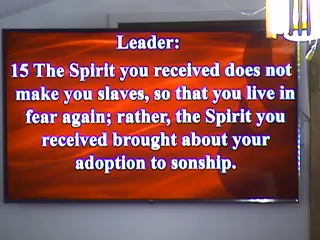 Leader:
15 The Spirit you received does not
make you slaves, so that you live in
fear again; rather, the Spirit you
received brought about your
adoption to sonship.